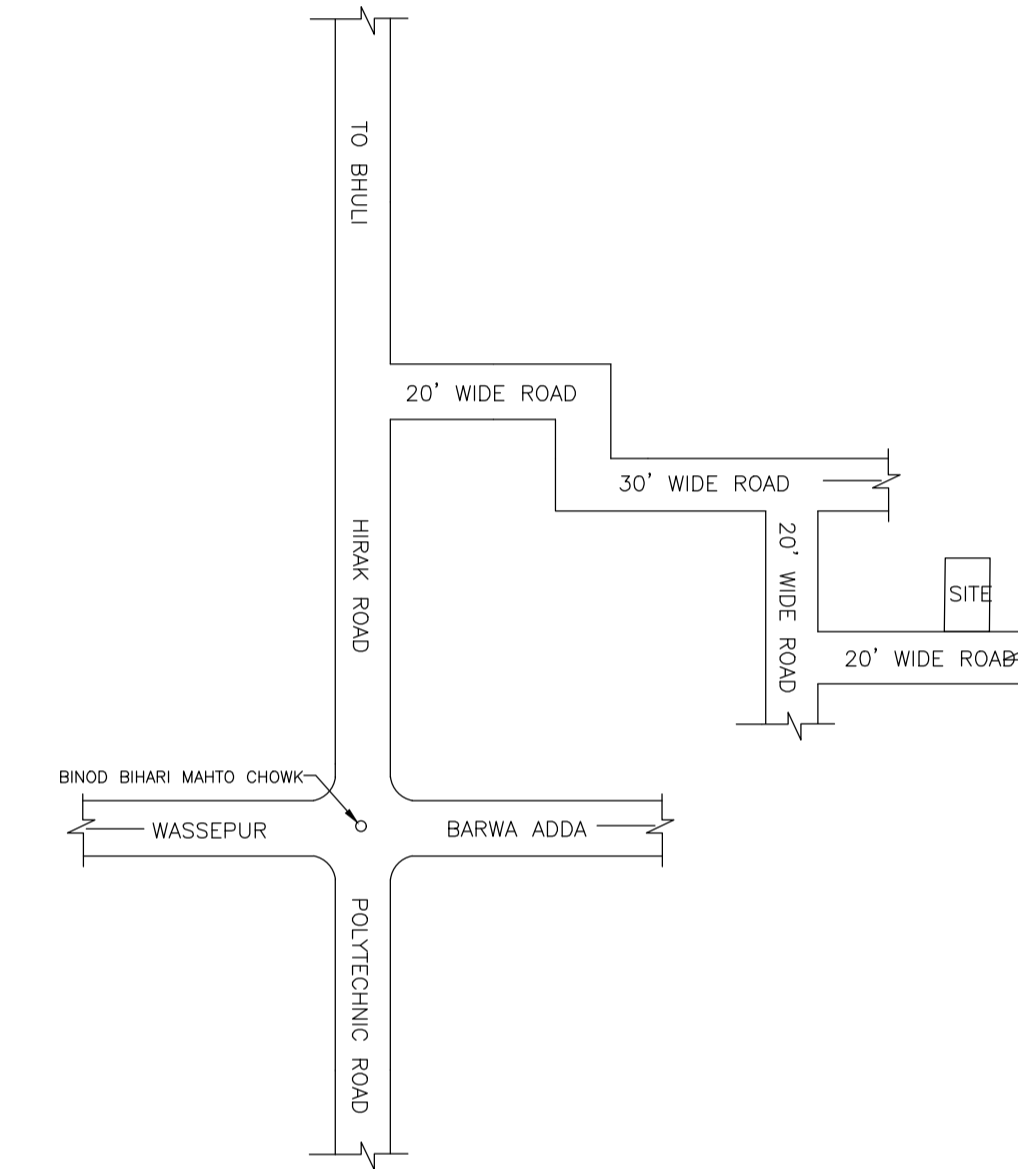 TO BHULI
20' WIDE ROAD
30' WIDE ROAD
HIRAK ROAD
20' WIDE ROAD
SITE
20' WIDE ROAD
BINOD BIHARI MAHTO CHOWK
WASSEPUR
BARWA ADDA
POLYTECHNIC ROAD